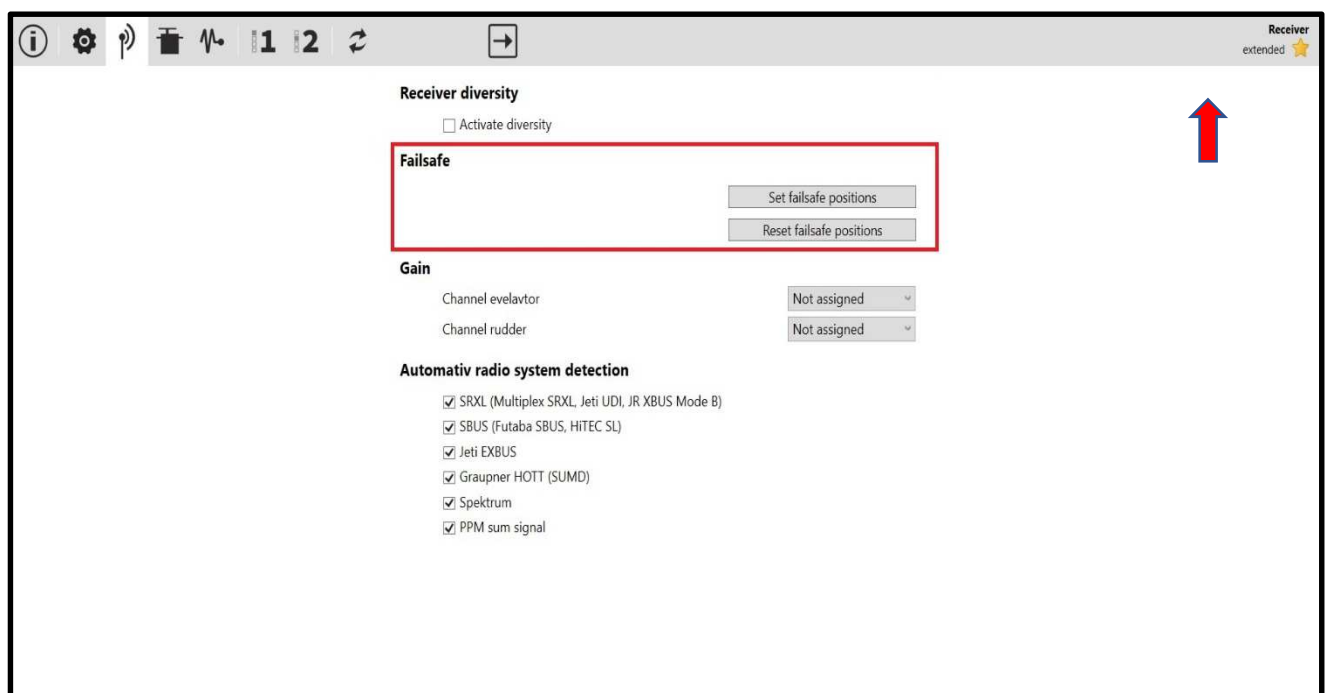 1 2
Receiver
extended
Receiver diversity
Activate diversity
Failsafe
Set failsafe positions
Reset failsafe positions
Gain
Channel evelavtor
Not assigned
Channel rudder
Not assigned
Automativ radio system detection
SRXL (Multiplex SRXL, Jeti UDI, JR XBUS Mode B)
SBUS (Futaba SBUS, HiTEC SL)
Jeti EXBUS
Graupner HOTT (SUMD)
Spektrum
PPM sum signal